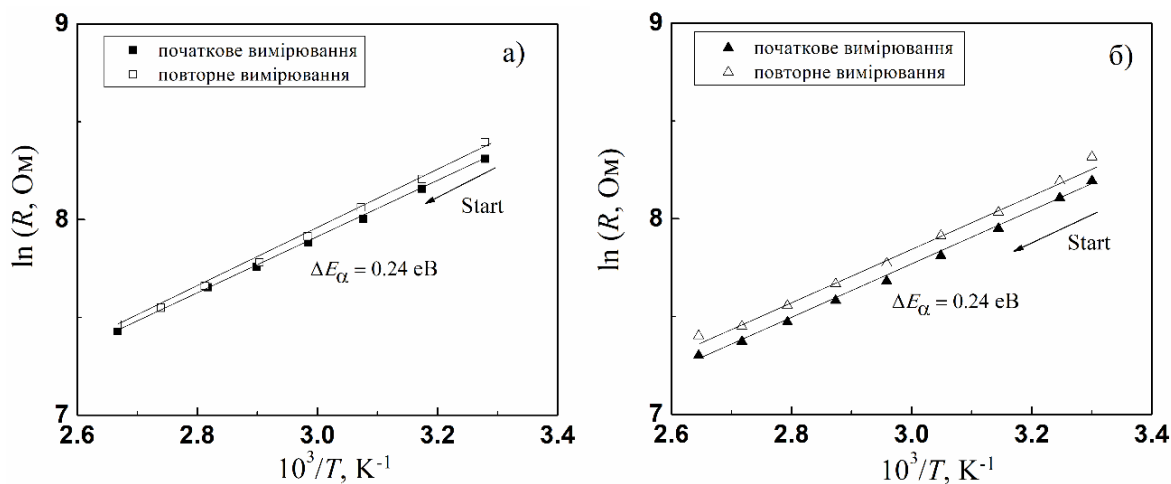 9
8
7
ln (R, Ом)
початкове вимірювання
повторне вимірювання
а)
Start
ΔEα = 0.24 еВ
2.6 2.8 3.0 3.2 3.4
10³/T, K⁻¹
9
8
7
ln (R, Ом)
початкове вимірювання
повторне вимірювання
б)
Start
ΔEα = 0.24 еВ
2.6 2.8 3.0 3.2 3.4
10³/T, K⁻¹